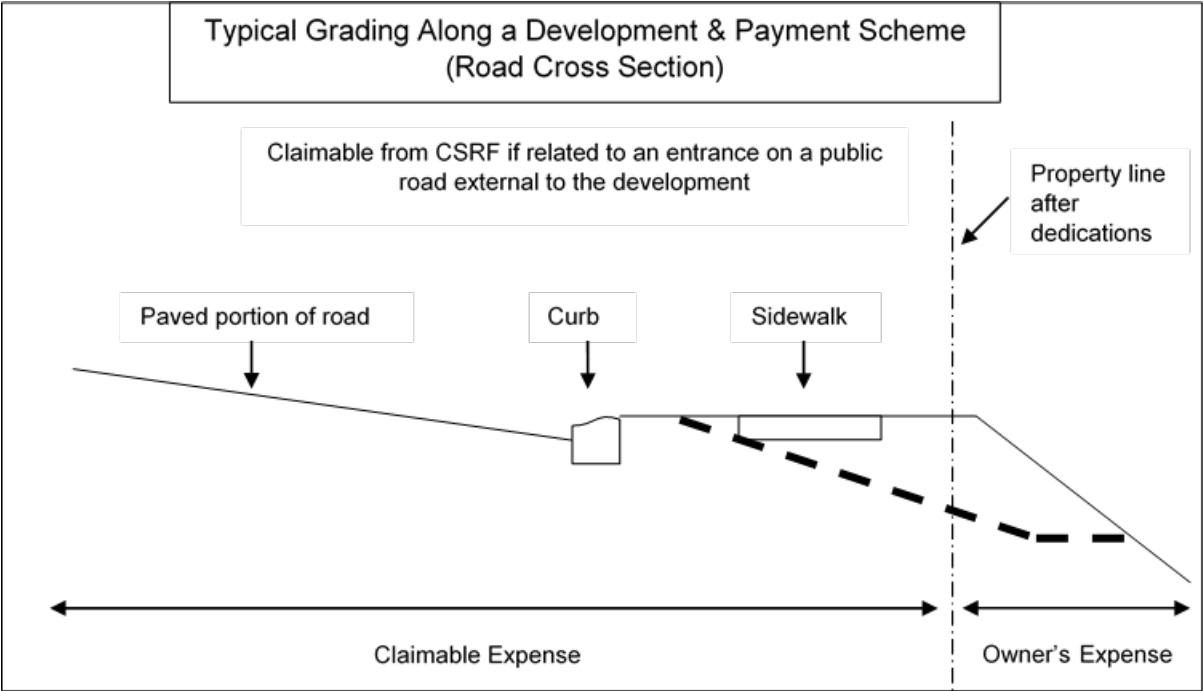 Typical Grading Along a Development & Payment Scheme
(Road Cross Section)
Claimable from CSRF if related to an entrance on a public
road external to the development
Property line
after
dedications
Paved portion of road
Curb
Sidewalk
Claimable Expense
Owner's Expense